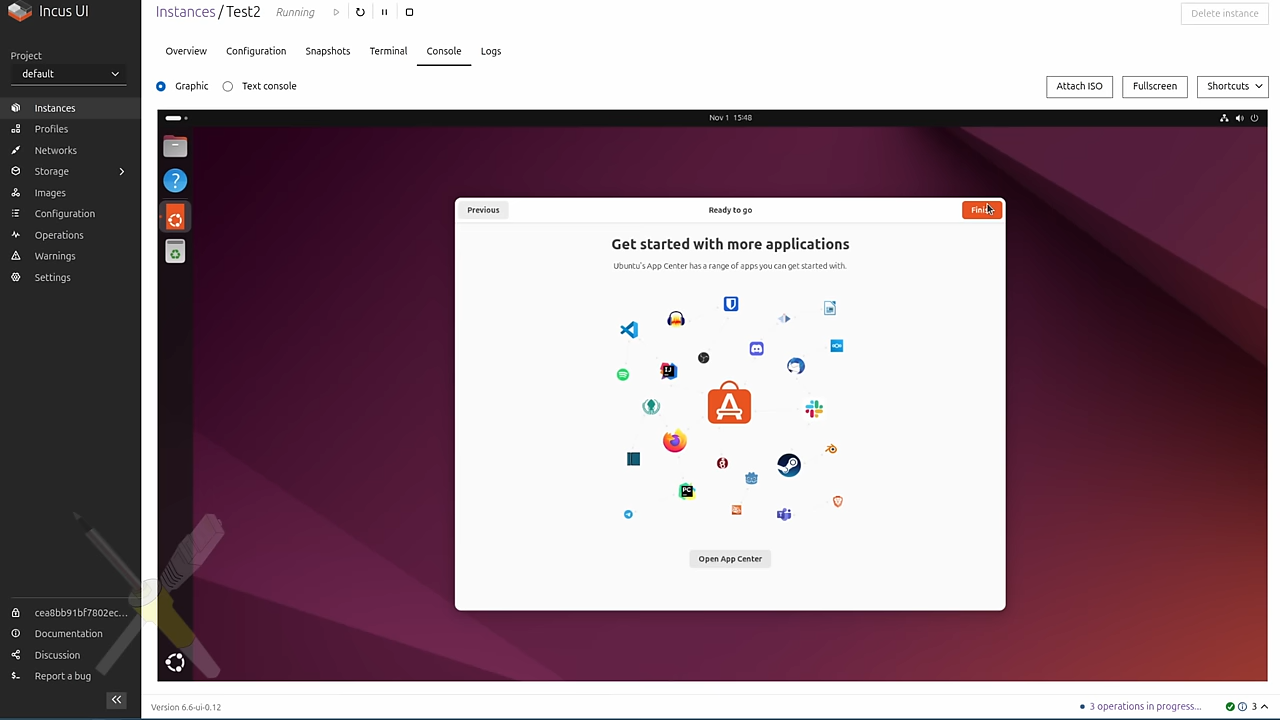 Incus UI
Instances / Test2 Running
Delete instance
Project
default
Overview Configuration Snapshots Terminal Console Logs
Graphic Text console
Attach ISO Fullscreen Shortcuts
Instances
Profiles
Networks
Storage
Images
Configuration
Operations
Warnings
Settings
Nov 1 15:48
Previous
Ready to go
Get started with more applications
Ubuntu's App Center has a range of apps you can get started with.
IJ
PC
Open App Center
cea8bb91bf7802ec...
Documentation
Discussion
Report a bug
Version 6.6-ui-0.12
3 operations in progress...
3